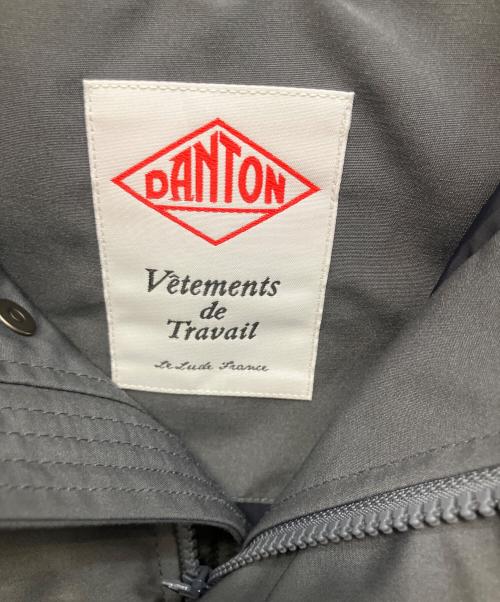 DANTON
Vêtements
de
Travail
Le Lude France